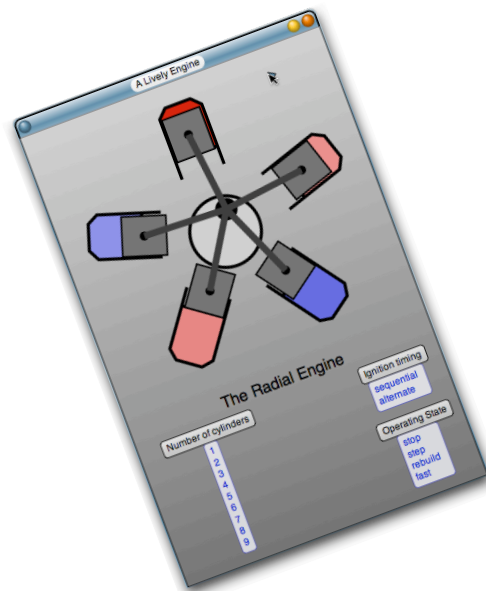 A Lively Engine
The Radial Engine
Ignition timing
sequential
alternate
Number of cylinders
1
2
3
4
5
6
7
8
9
Operating State
stop
step
rebuild
fast